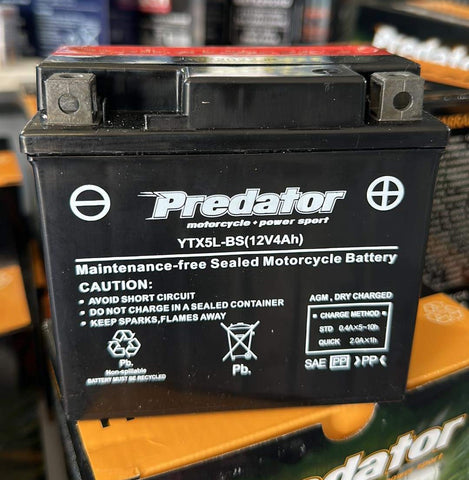 Predator
Predator
motorcycle • power sport
YTX5L-BS(12V4Ah)
Maintenance-free Sealed Motorcycle Battery
CAUTION:
• AVOID SHORT CIRCUIT
• DO NOT CHARGE IN A SEALED CONTAINER
• KEEP SPARKS,FLAMES AWAY
AGM , DRY CHARGED
CHARGE METHOD
STD 0.4A×5~10h
QUICK 2.0A×1h
Pb.
Non-spillable
BATTERY MUST BE RECYCLED
Pb.
SAE PP PP
Predator